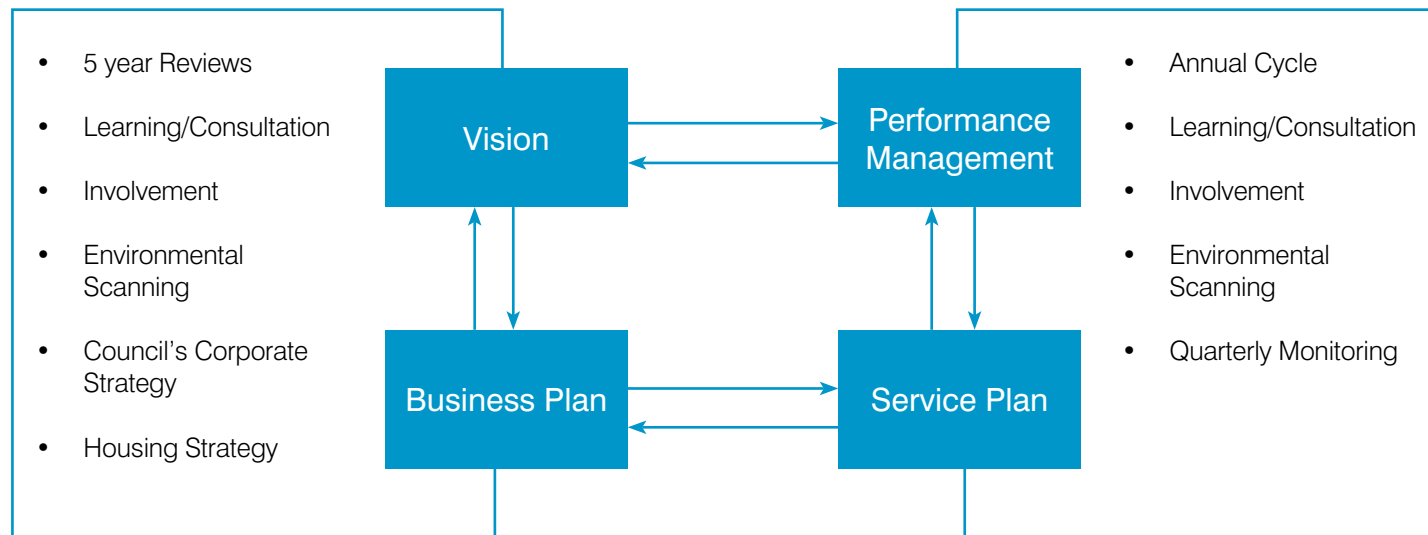 • 5 year Reviews
• Learning/Consultation
• Involvement
• Environmental
Scanning
• Council’s Corporate
Strategy
• Housing Strategy
Vision
Performance
Management
Business Plan
Service Plan
• Annual Cycle
• Learning/Consultation
• Involvement
• Environmental
Scanning
• Quarterly Monitoring